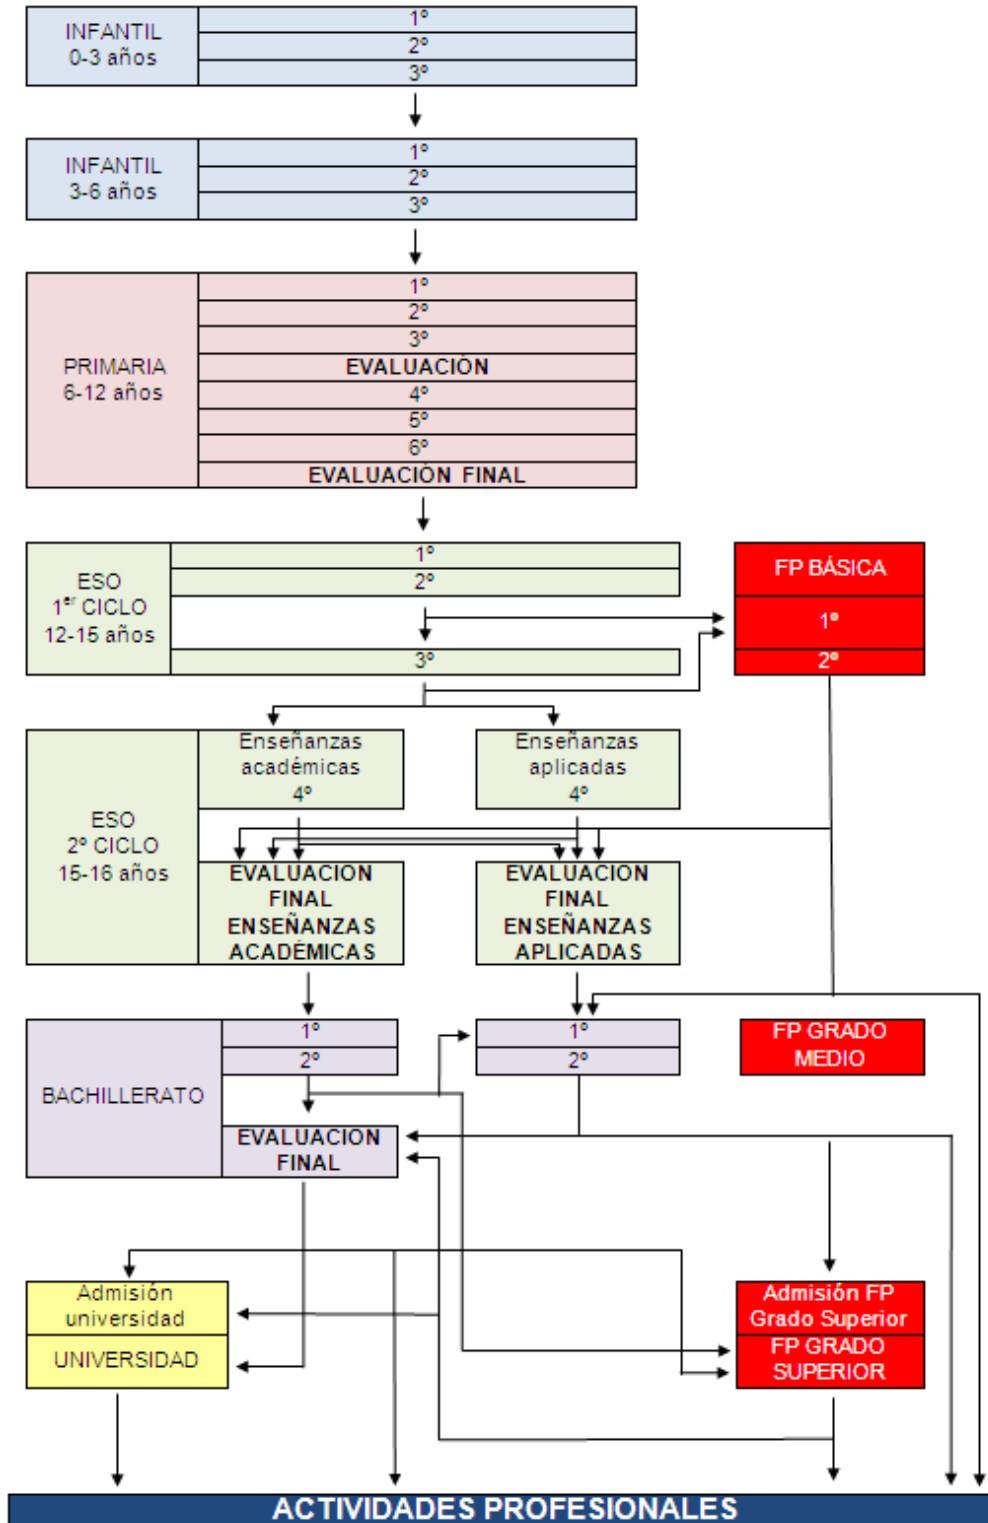 INFANTIL
0-3 años
1º
2º
3º
INFANTIL
3-6 años
1º
2º
3º
PRIMARIA
6-12 años
1º
2º
3º
EVALUACIÓN
4º
5º
6º
EVALUACIÓN FINAL
ESO
1er CICLO
12-15 años
1º
2º
3º
FP BÁSICA
1º
2º
ESO
2º CICLO
15-16 años
Enseñanzas
académicas
4º
Enseñanzas
aplicadas
4º
EVALUACION
FINAL
ENSEÑANZAS
ACADÉMICAS
EVALUACION
FINAL
ENSEÑANZAS
APLICADAS
BACHILLERATO
1º
2º
EVALUACION
FINAL
1º
2º
FP GRADO
MEDIO
Admisión
universidad
UNIVERSIDAD
Admisión FP
Grado Superior
FP GRADO
SUPERIOR
ACTIVIDADES PROFESIONALES